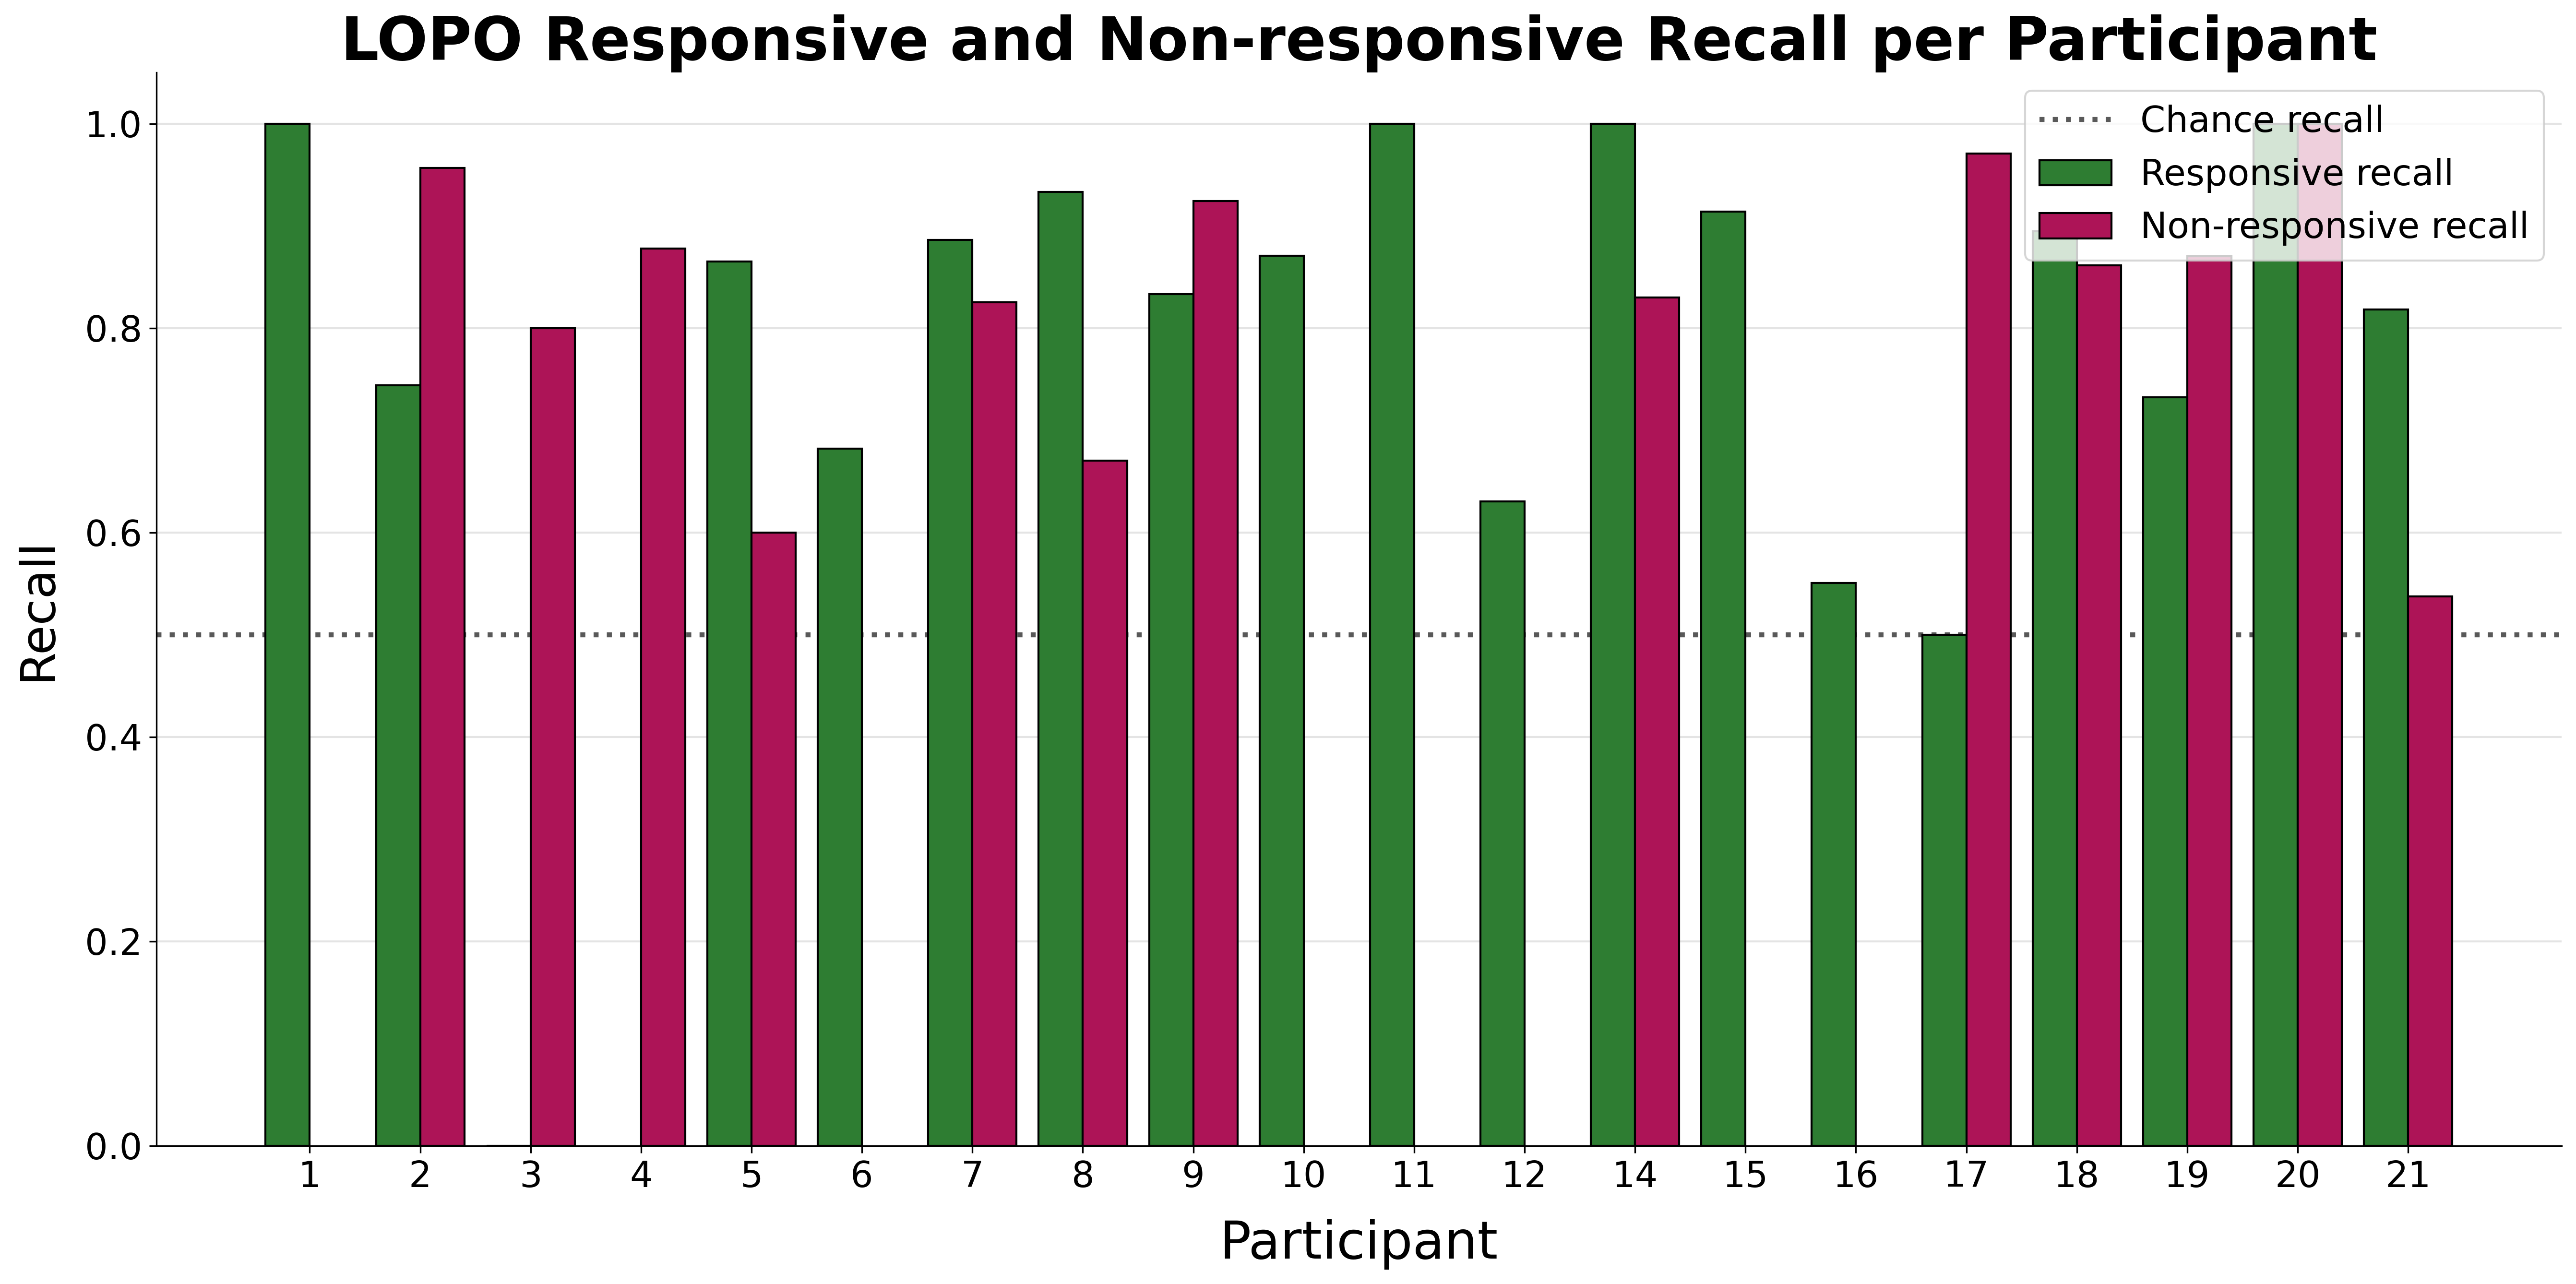 LOPO Responsive and Non-responsive Recall per Participant
Chance recall
Responsive recall
Non-responsive recall
1.0
0.8
0.6
0.4
0.2
0.0
Recall
1 2 3 4 5 6 7 8 9 10 11 12 14 15 16 17 18 19 20 21
Participant